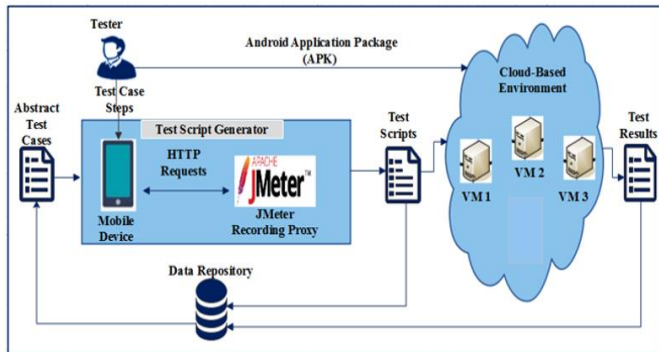 Tester
Android Application Package
(APK)
Cloud-Based
Environment
Abstract
Test
Cases
Test Case
Steps
Test Script Generator
Test
Scripts
Test
Results
HTTP
Requests
APACHE
JMeter™
Mobile
Device
JMeter
Recording Proxy
VM 1
VM 2
VM 3
Data Repository